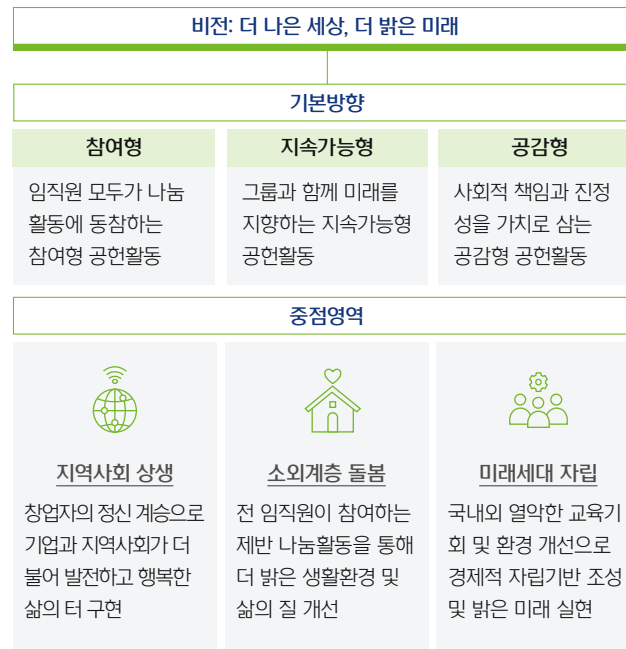 비전: 더 나은 세상, 더 밝은 미래
기본방향
참여형
임직원 모두가 나눔
활동에 동참하는
참여형 공헌활동
지속가능형
그룹과 함께 미래를
지향하는 지속가능형
공헌활동
공감형
사회적 책임과 진정
성을 가치로 삼는
공감형 공헌활동
중점영역
지역사회 상생
창업자의 정신 계승으로
기업과 지역사회가 더
불어 발전하고 행복한
삶의 터 구현
소외계층 돌봄
전 임직원이 참여하는
제반 나눔활동을 통해
더 밝은 생활환경 및
삶의 질 개선
미래세대 자립
국내외 열악한 교육기
회 및 환경 개선으로
경제적 자립기반 조성
및 밝은 미래 실현